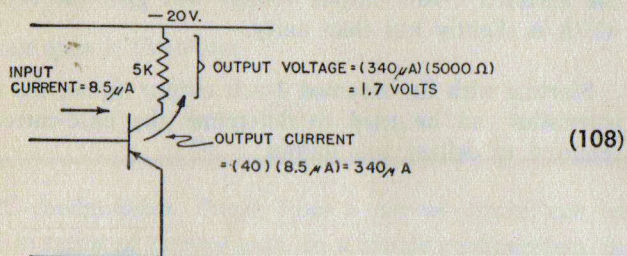 −20V.
INPUT
CURRENT=8.5μA
5K
OUTPUT VOLTAGE=(340μA)(5000Ω)
=1.7 VOLTS
OUTPUT CURRENT
=(40)(8.5μA)=340μA
(108)